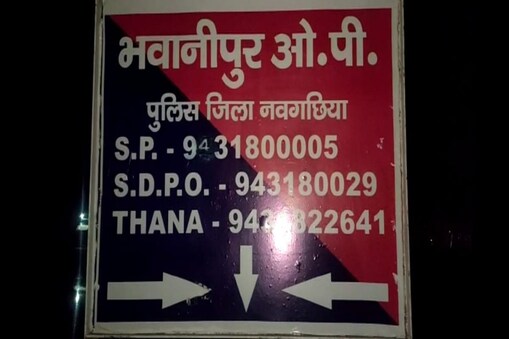 भवानीपुर ओ.पी.
पुलिस जिला नवगछिया
S.P. - 9431800005
S.D.P.O. - 943180029
THANA -